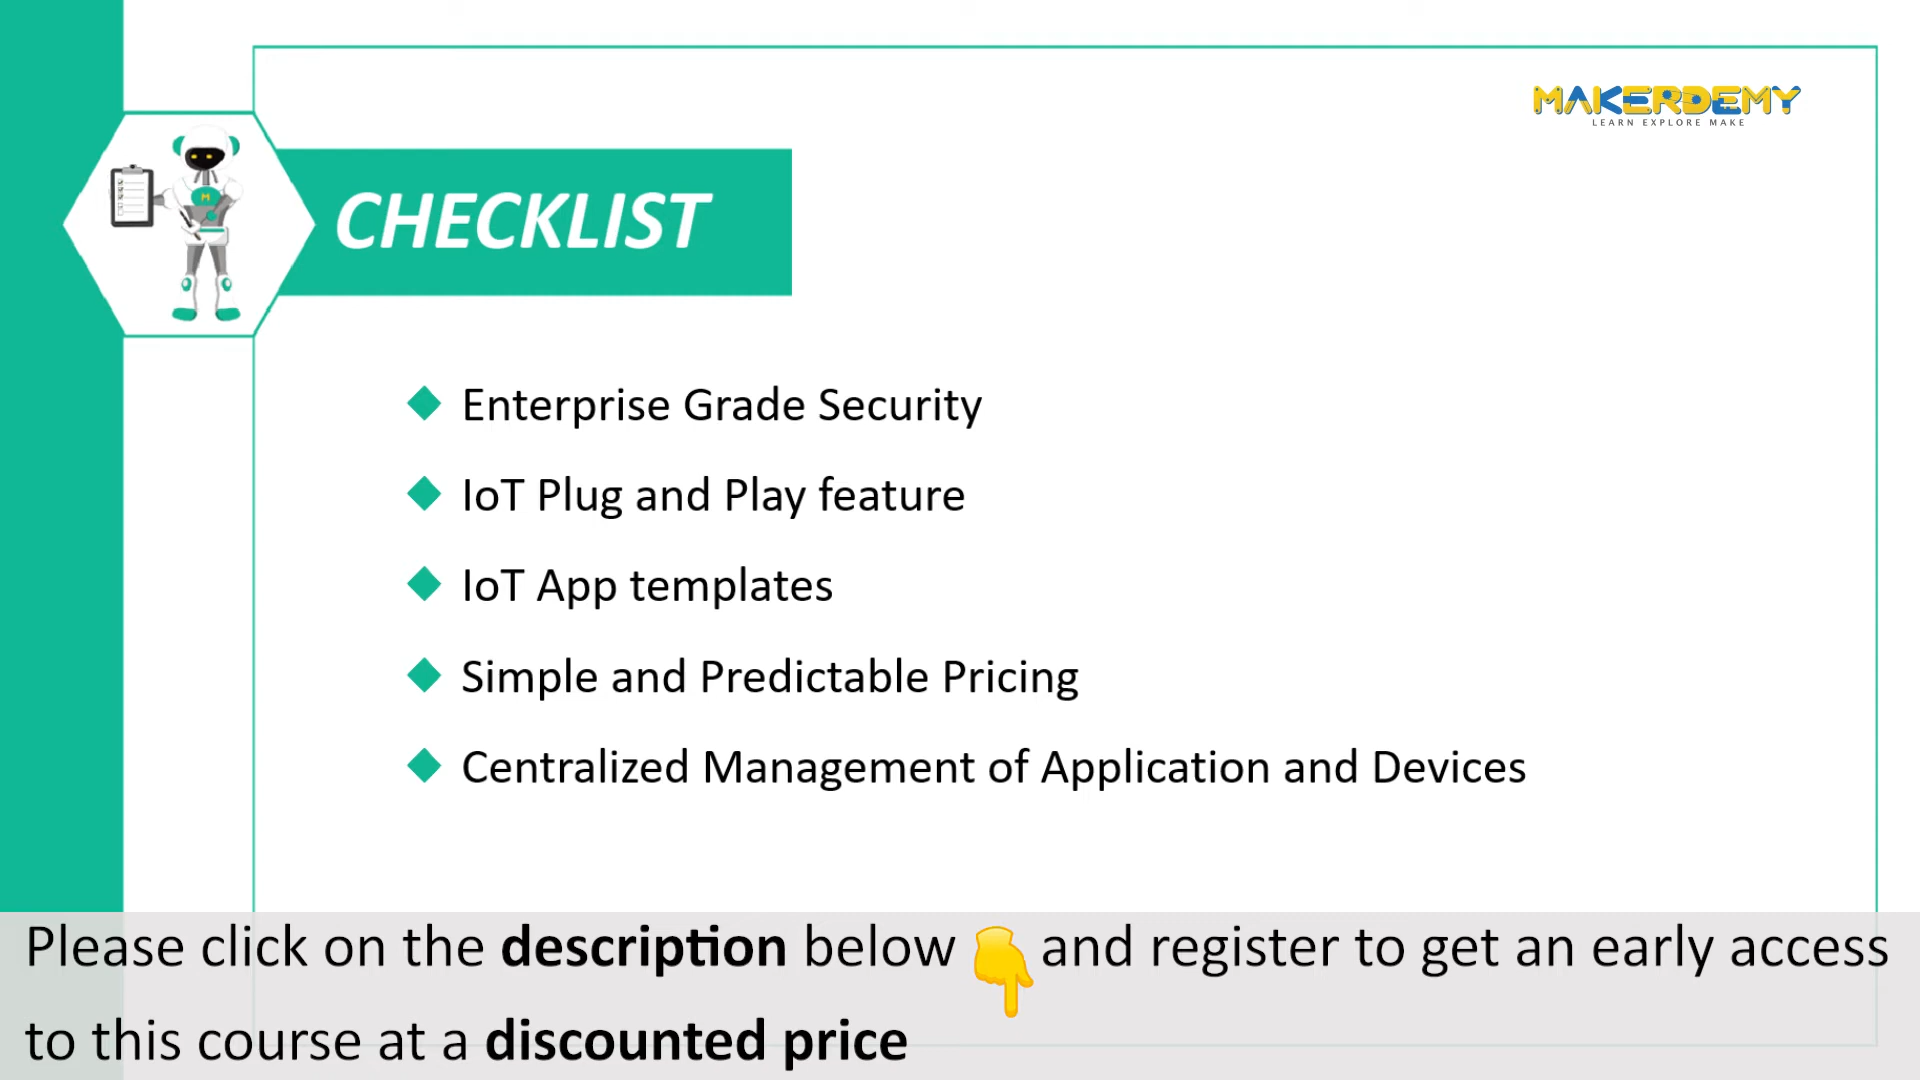 MAKERDEMY
LEARN EXPLORE MAKE
M
CHECKLIST
Enterprise Grade Security
IoT Plug and Play feature
IoT App templates
Simple and Predictable Pricing
Centralized Management of Application and Devices
Please click on the description below 👇 and register to get an early access
to this course at a discounted price